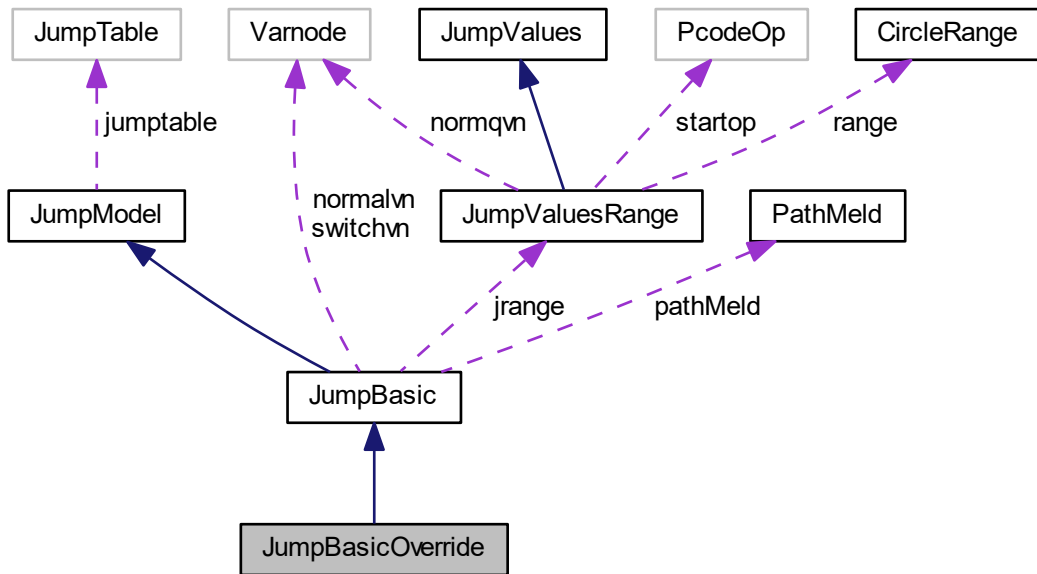 JumpTable
Varnode
JumpValues
PcodeOp
CircleRange
jumptable
normqvn
startop
range
normalvn
switchvn
JumpModel
JumpValuesRange
PathMeld
jrange
pathMeld
JumpBasic
JumpBasicOverride